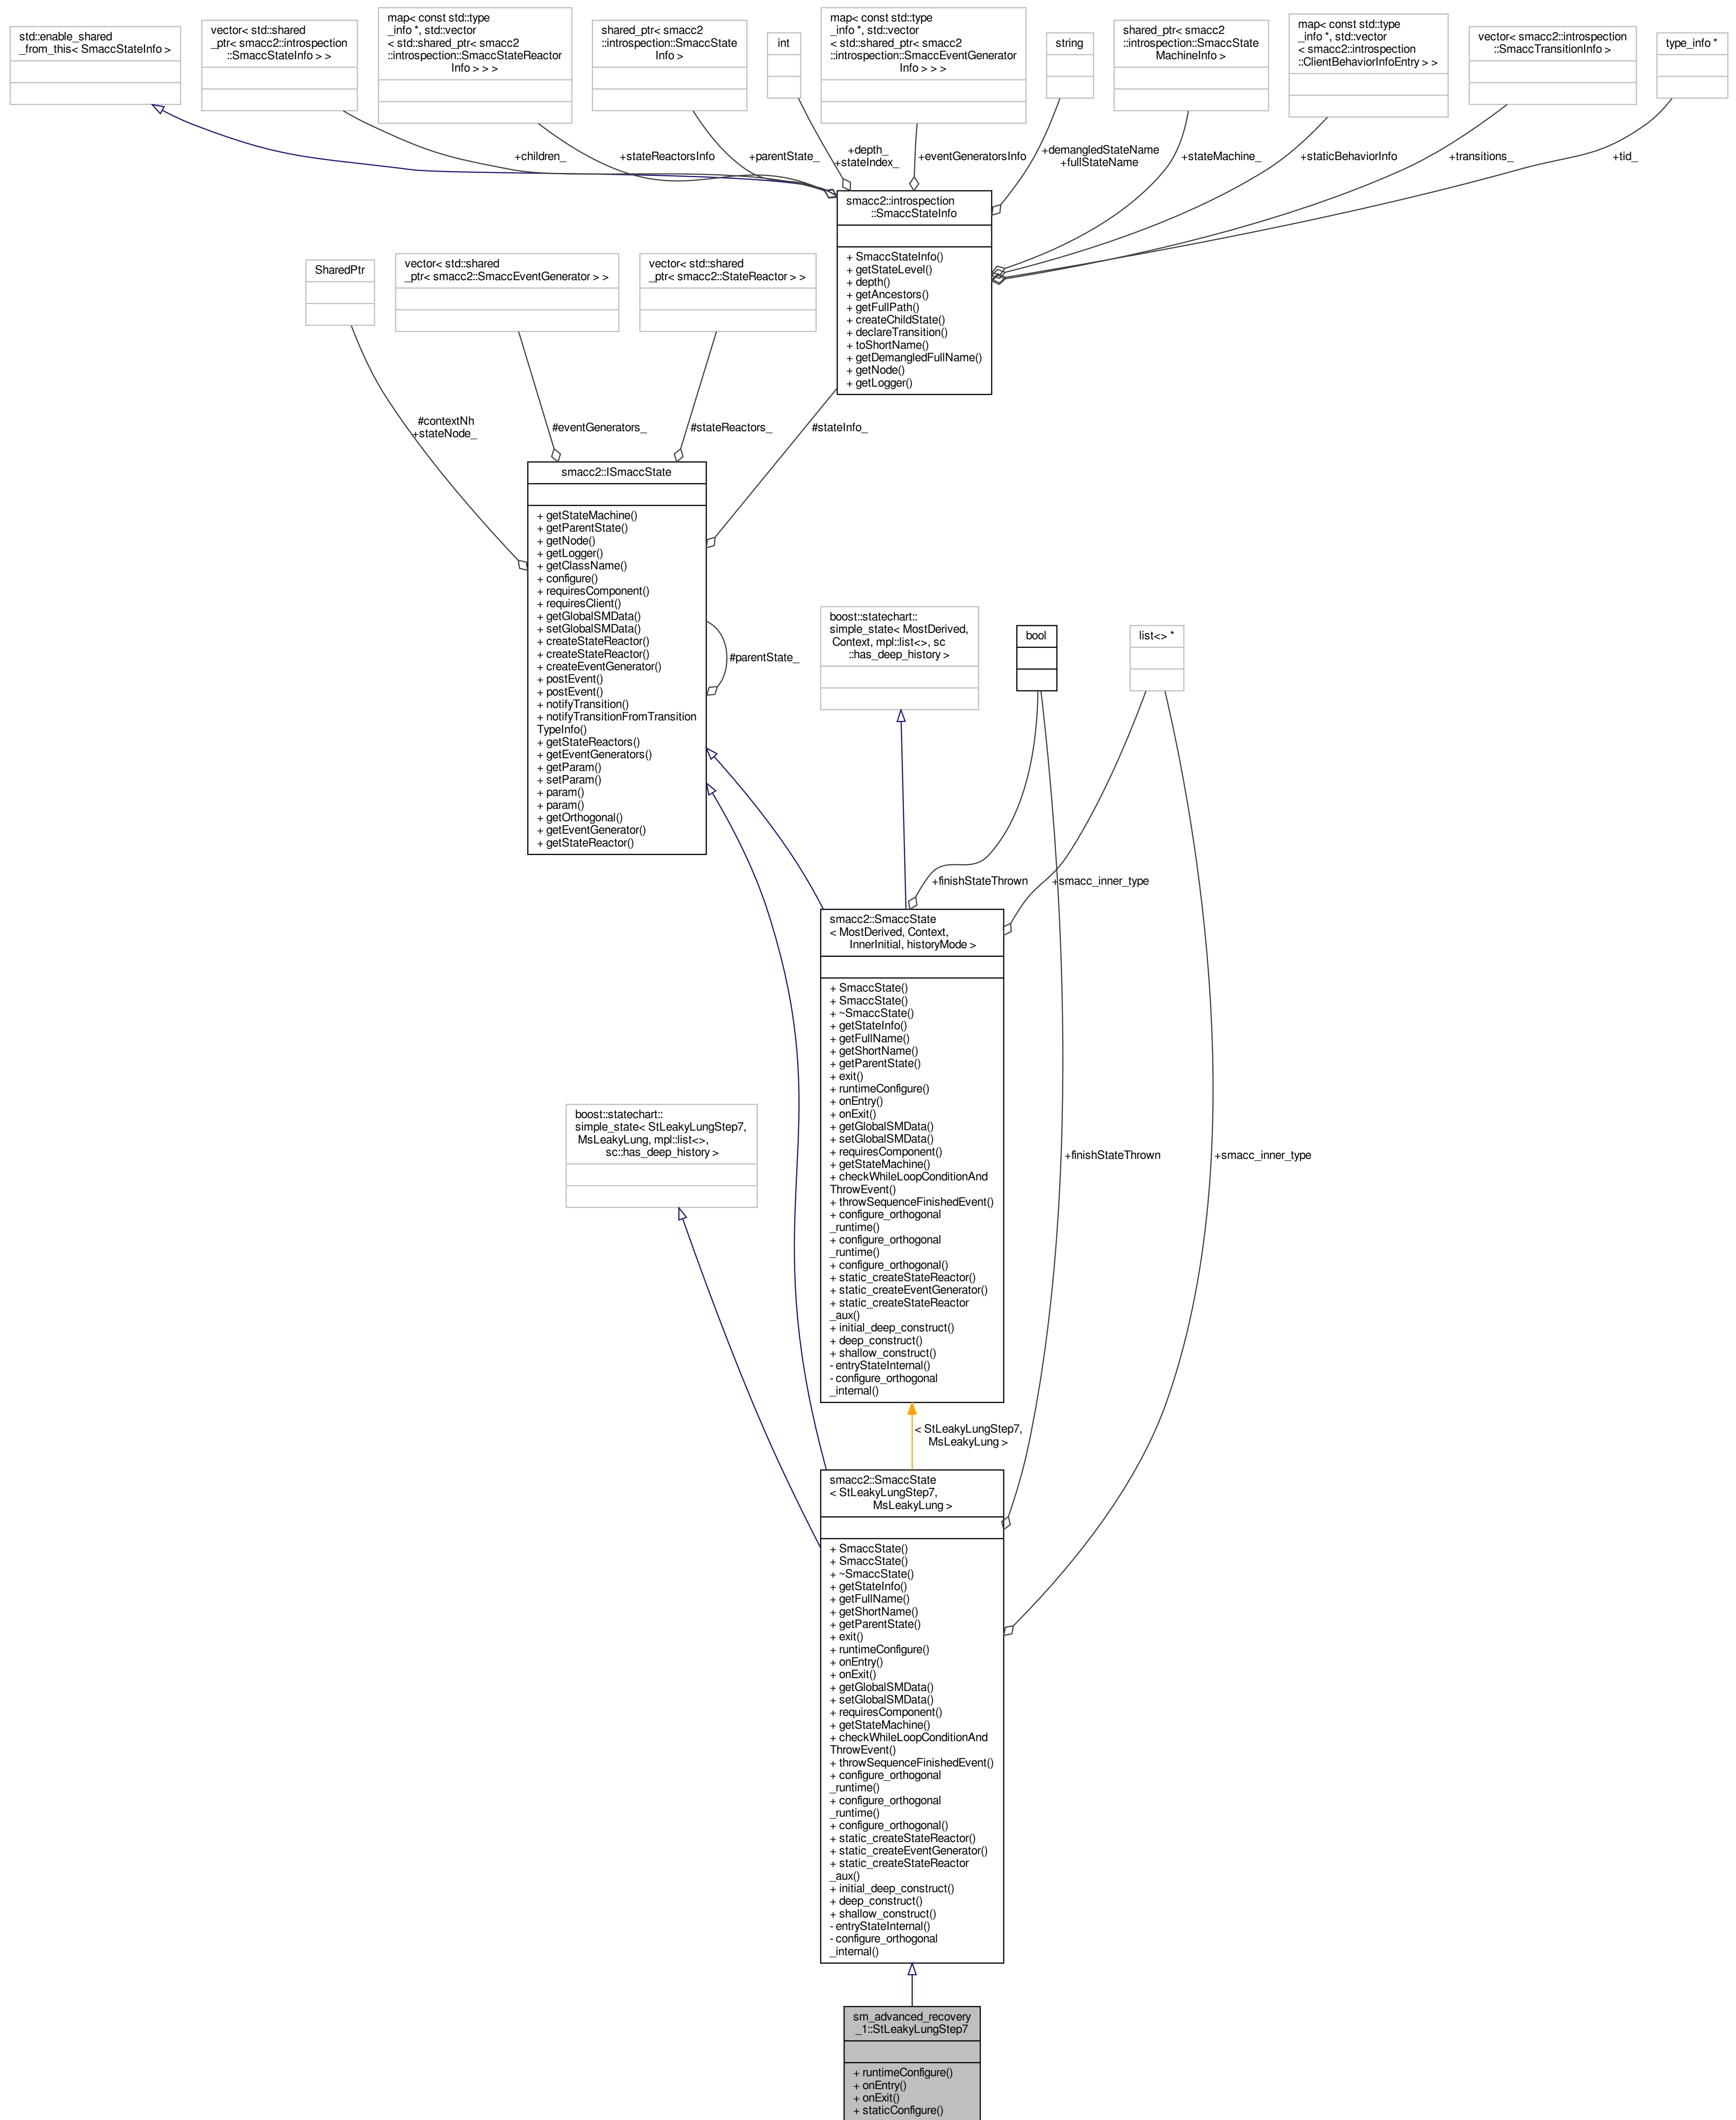 std::enable_shared
_from_this< SmaccStateInfo >
vector< std::shared
_ptr< smacc2::introspection
::SmaccStateInfo > >
map< const std::type
_info *, std::vector
< std::shared_ptr< smacc2
::introspection::SmaccStateReactor
Info > > >
shared_ptr< smacc2
::introspection::SmaccState
Info >
int
map< const std::type
_info *, std::vector
< std::shared_ptr< smacc2
::introspection::SmaccEventGenerator
Info > > >
string
shared_ptr< smacc2
::introspection::SmaccState
MachineInfo >
map< const std::type
_info *, std::vector
< smacc2::introspection
::ClientBehaviorInfoEntry > >
vector< smacc2::introspection
::SmaccTransitionInfo >
type_info *
+children_
+stateReactorsInfo
+parentState_
+depth_
+stateIndex_
+eventGeneratorsInfo
+demangledStateName
+fullStateName
+stateMachine_
+staticBehaviorInfo
+transitions_
+tid_
smacc2::introspection
::SmaccStateInfo
+ SmaccStateInfo()
+ getStateLevel()
+ depth()
+ getAncestors()
+ getFullPath()
+ createChildState()
+ declareTransition()
+ toShortName()
+ getDemangledFullName()
+ getNode()
+ getLogger()
SharedPtr
vector< std::shared
_ptr< smacc2::SmaccEventGenerator > >
vector< std::shared
_ptr< smacc2::StateReactor > >
#contextNh
+stateNode_
#eventGenerators_
#stateReactors_
#stateInfo_
smacc2::ISmaccState
+ getStateMachine()
+ getParentState()
+ getNode()
+ getLogger()
+ getClassName()
+ configure()
+ requiresComponent()
+ requiresClient()
+ getGlobalSMData()
+ setGlobalSMData()
+ createStateReactor()
+ createStateReactor()
+ createEventGenerator()
+ postEvent()
+ postEvent()
+ notifyTransition()
+ notifyTransitionFromTransition
TypeInfo()
+ getStateReactors()
+ getEventGenerators()
+ getParam()
+ setParam()
+ param()
+ param()
+ getOrthogonal()
+ getEventGenerator()
+ getStateReactor()
#parentState_
boost::statechart::
simple_state< MostDerived,
Context, mpl::list<>, sc
::has_deep_history >
bool
list<> *
+finishStateThrown
+smacc_inner_type
smacc2::SmaccState
< MostDerived, Context,
InnerInitial, historyMode >
+ SmaccState()
+ SmaccState()
+ ~SmaccState()
+ getStateInfo()
+ getFullName()
+ getShortName()
+ getParentState()
+ exit()
+ runtimeConfigure()
+ onEntry()
+ onExit()
+ getGlobalSMData()
+ setGlobalSMData()
+ requiresComponent()
+ getStateMachine()
+ checkWhileLoopConditionAnd
ThrowEvent()
+ throwSequenceFinishedEvent()
+ configure_orthogonal
_runtime()
+ configure_orthogonal
_runtime()
+ configure_orthogonal()
+ static_createStateReactor()
+ static_createEventGenerator()
+ static_createStateReactor
_aux()
+ initial_deep_construct()
+ deep_construct()
+ shallow_construct()
- entryStateInternal()
- configure_orthogonal
_internal()
boost::statechart::
simple_state< StLeakyLungStep7,
MsLeakyLung, mpl::list<>,
sc::has_deep_history >
+finishStateThrown
+smacc_inner_type
< StLeakyLungStep7,
MsLeakyLung >
smacc2::SmaccState
< StLeakyLungStep7,
MsLeakyLung >
+ SmaccState()
+ SmaccState()
+ ~SmaccState()
+ getStateInfo()
+ getFullName()
+ getShortName()
+ getParentState()
+ exit()
+ runtimeConfigure()
+ onEntry()
+ onExit()
+ getGlobalSMData()
+ setGlobalSMData()
+ requiresComponent()
+ getStateMachine()
+ checkWhileLoopConditionAnd
ThrowEvent()
+ throwSequenceFinishedEvent()
+ configure_orthogonal
_runtime()
+ configure_orthogonal
_runtime()
+ configure_orthogonal()
+ static_createStateReactor()
+ static_createEventGenerator()
+ static_createStateReactor
_aux()
+ initial_deep_construct()
+ deep_construct()
+ shallow_construct()
- entryStateInternal()
- configure_orthogonal
_internal()
sm_advanced_recovery
_1::StLeakyLungStep7
+ runtimeConfigure()
+ onEntry()
+ onExit()
+ staticConfigure()